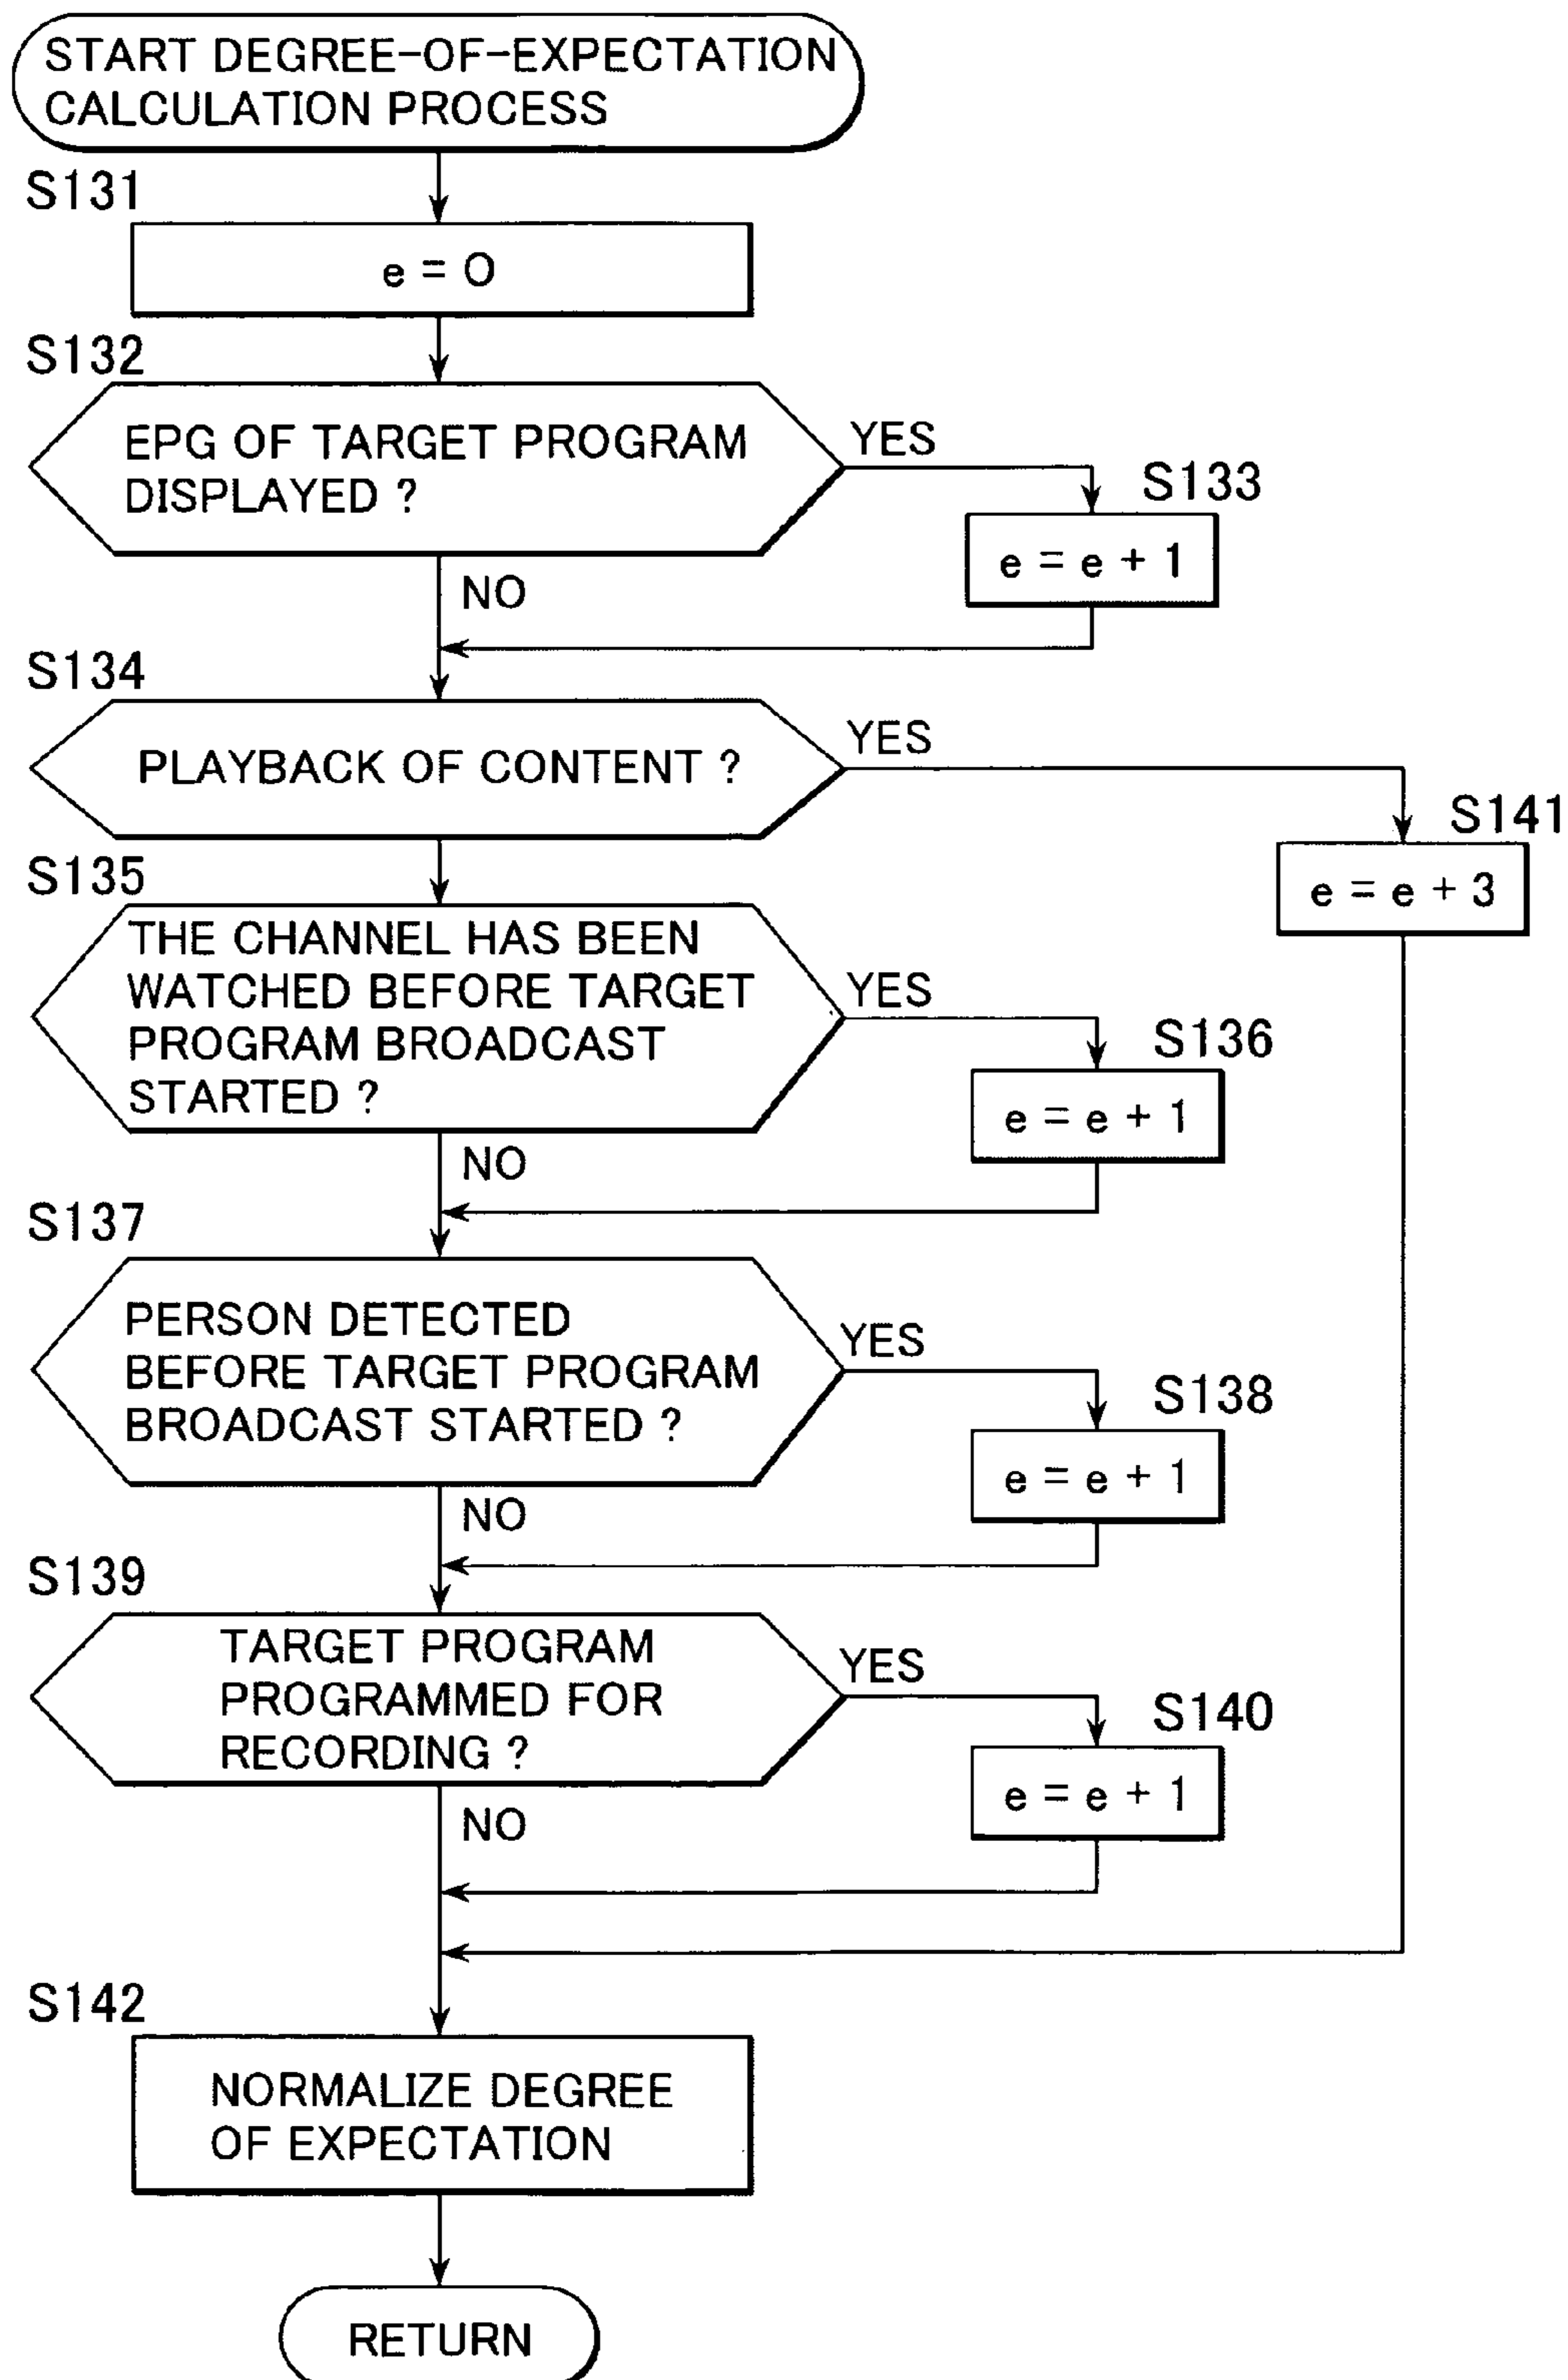 START DEGREE-OF-EXPECTATION
CALCULATION PROCESS
S131
e = 0
S132
EPG OF TARGET PROGRAM
DISPLAYED ?
YES
S133
e = e + 1
NO
S134
PLAYBACK OF CONTENT ?
YES
S141
e = e + 3
S135
THE CHANNEL HAS BEEN
WATCHED BEFORE TARGET
PROGRAM BROADCAST
STARTED ?
YES
S136
e = e + 1
NO
S137
PERSON DETECTED
BEFORE TARGET PROGRAM
BROADCAST STARTED ?
YES
S138
e = e + 1
NO
S139
TARGET PROGRAM
PROGRAMMED FOR
RECORDING ?
YES
S140
e = e + 1
NO
S142
NORMALIZE DEGREE
OF EXPECTATION
RETURN